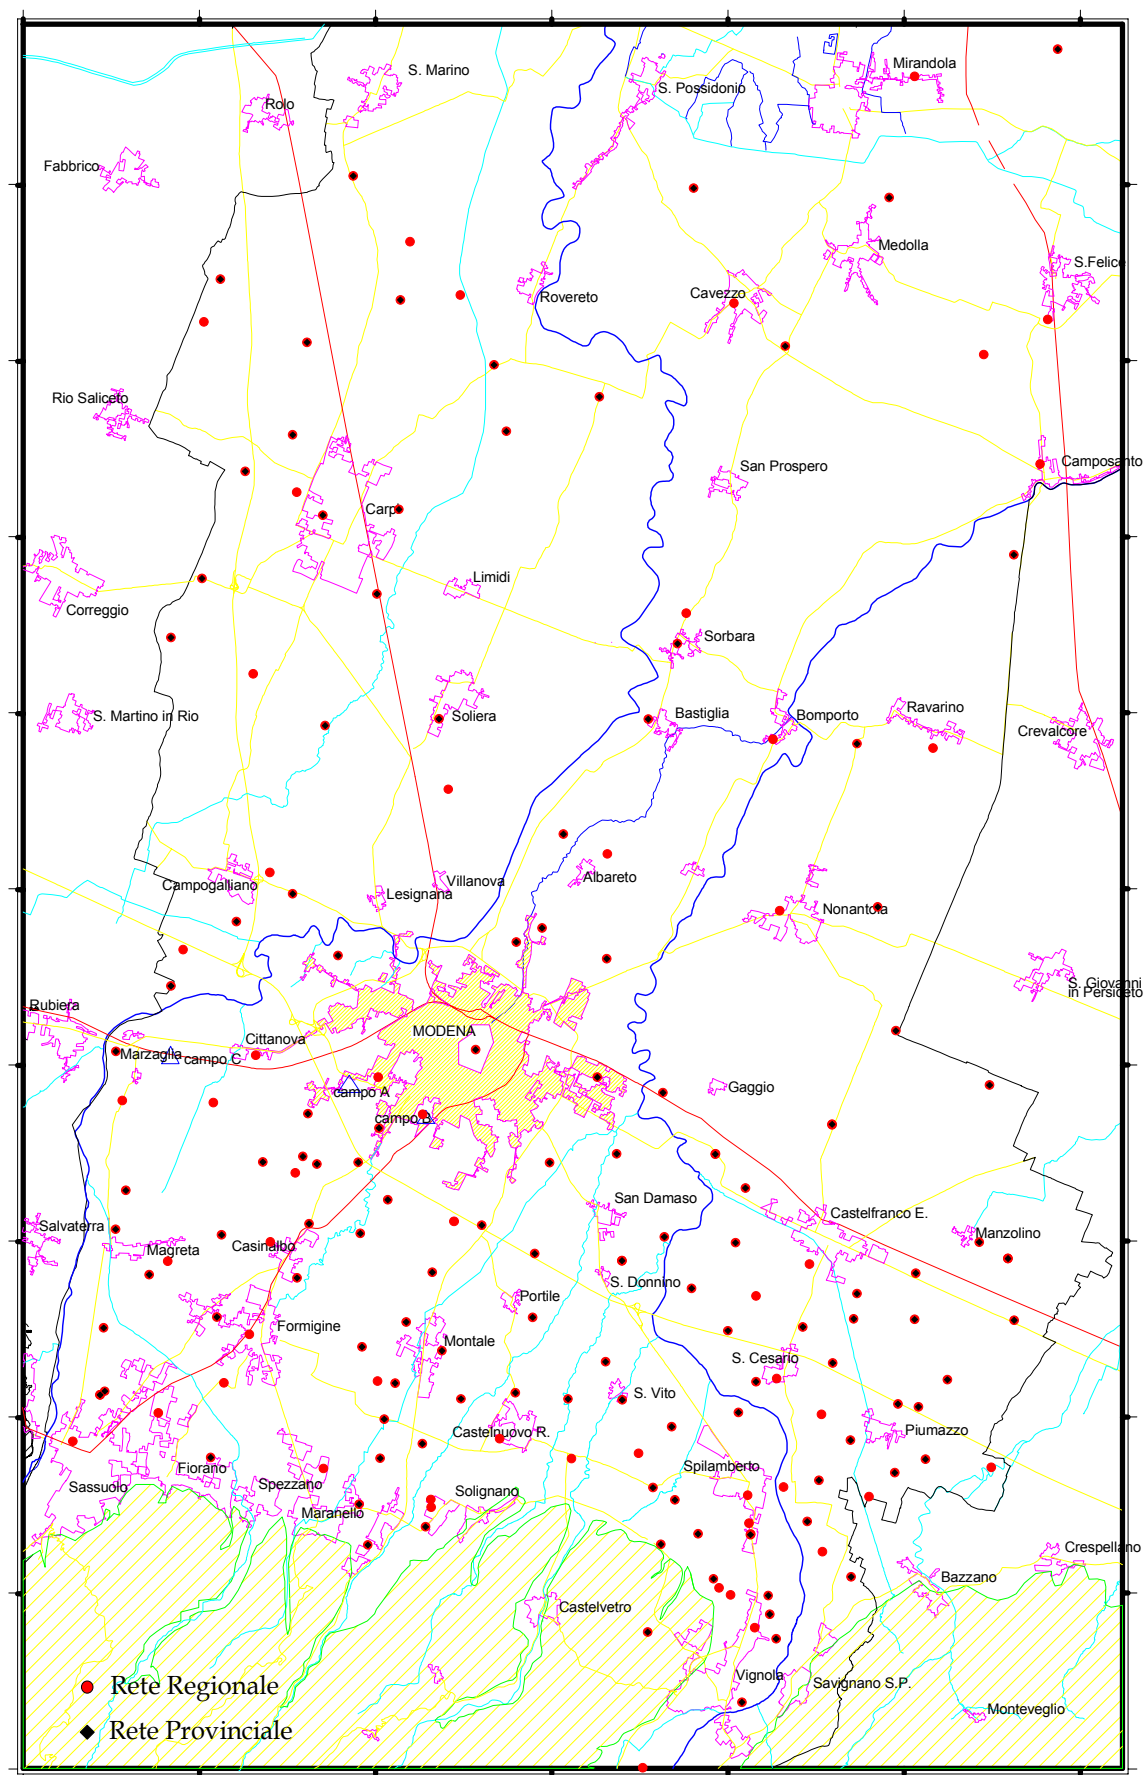 S. Marino
Mirandola
S. Possidonio
Rolo
Fabbrico
Medolla
S.Felice
Rovereto
Cavezzo
Rio Saliceto
San Prospero
Camposanto
Carpi
Limidi
Correggio
Sorbara
S. Martino in Rio
Soliera
Bastiglia
Bomporto
Ravarino
Crevalcore
Campogalliano
Villanova
Lesignana
Albareto
Nonantola
S. Giovanni
in Persiceto
Rubiera
MODENA
Cittanova
Marzaglia
campo C
campo A
Gaggio
campo B
San Damaso
Castelfranco E.
Salvaterra
Manzolino
Magreta
Casinalbo
S. Donnino
Portile
Formigine
Montale
S. Cesario
S. Vito
Castelnuovo R.
Piumazzo
Fiorano
Spezzano
Spilamberto
Sassuolo
Solignano
Maranello
Crespellano
Bazzano
Castelvetro
Vignola
Savignano S.P.
Monteveglio
Rete Regionale
Rete Provinciale